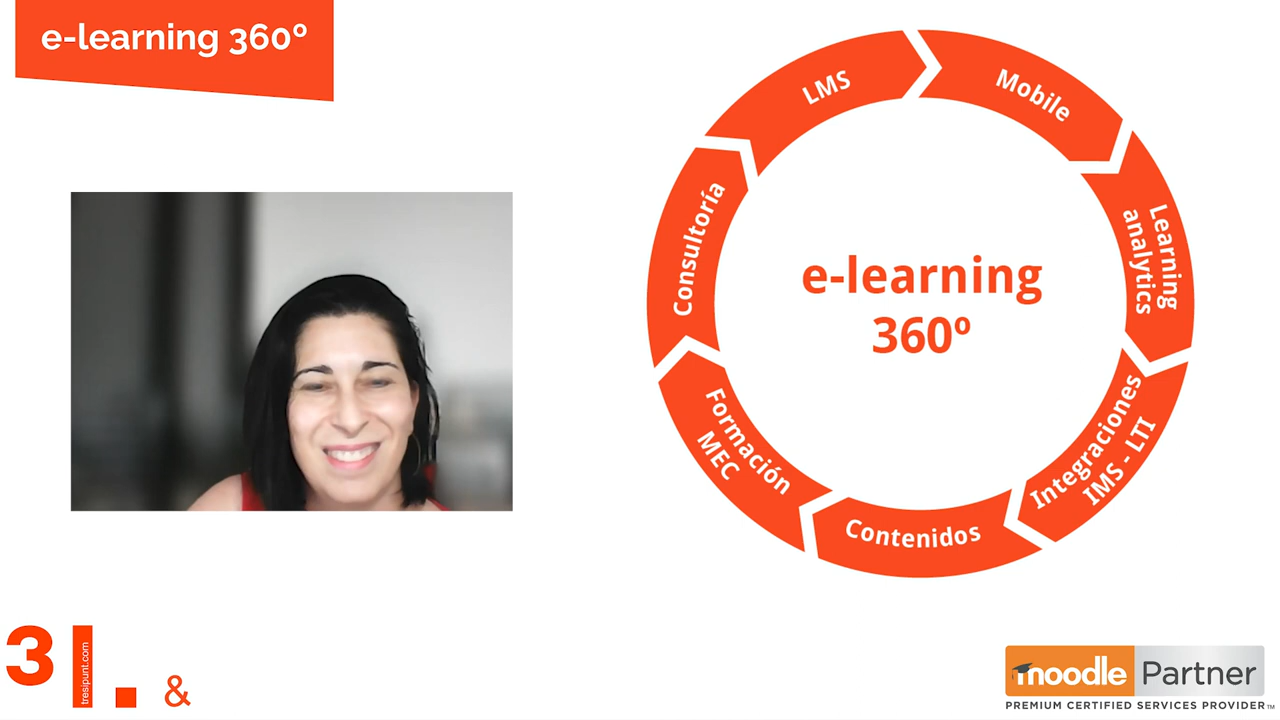 e-learning 360º
LMS
Mobile
Learning
analytics
Integraciones
IMS - LTI
Contenidos
Formación
MEC
Consultoría
e-learning
360º
3
tresipunt.com
&
moodle Partner
PREMIUM CERTIFIED SERVICES PROVIDER™